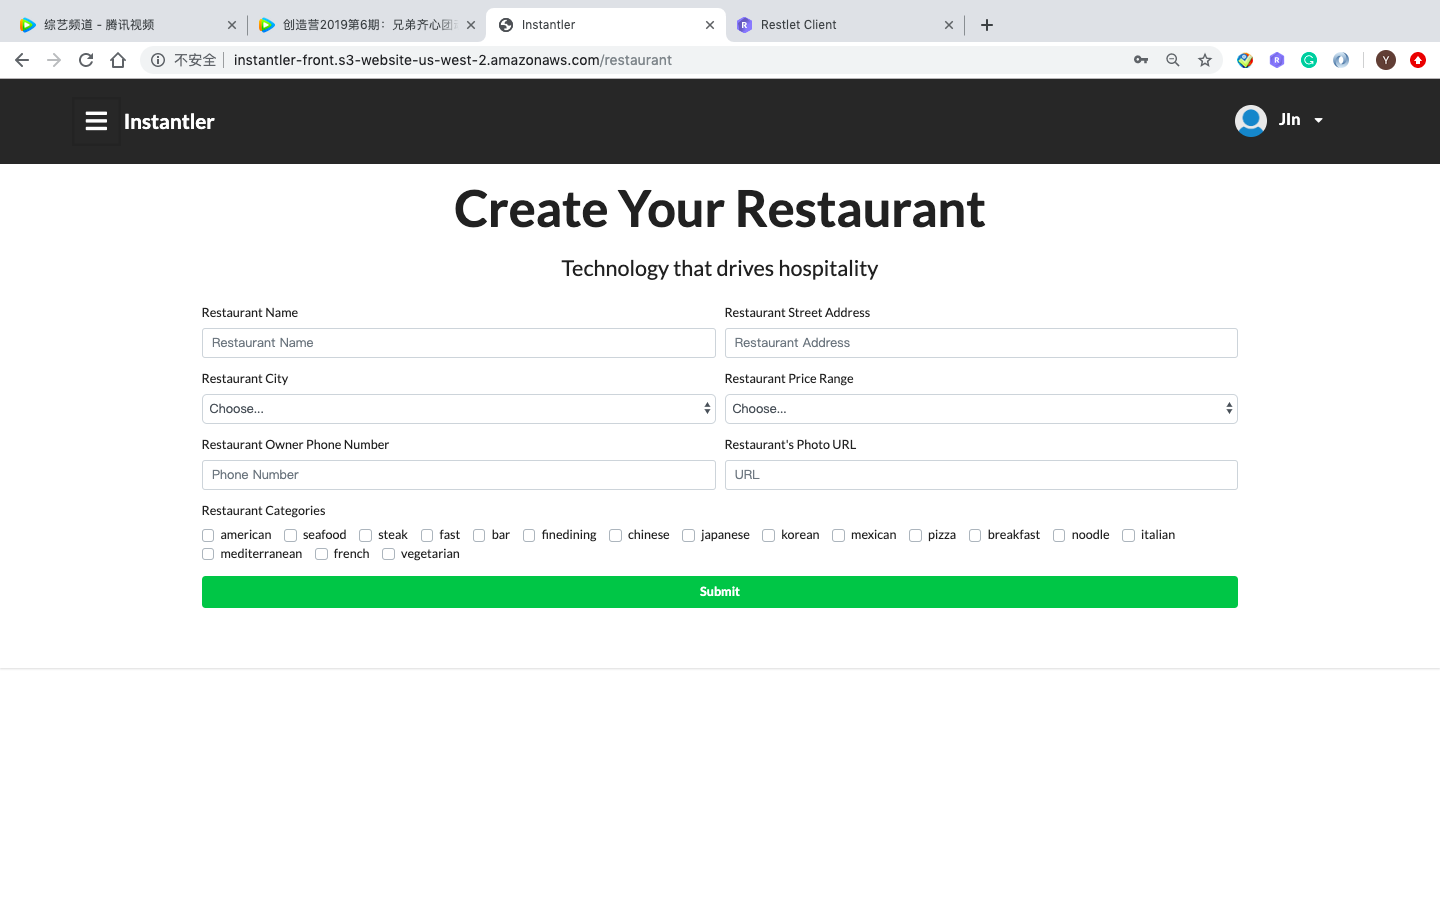 综艺频道 - 腾讯视频
创造营2019第6期：兄弟齐心团
Instantler
Restlet Client
不安全
instantler-front.s3-website-us-west-2.amazonaws.com/restaurant
Y
Instantler
JIn
Create Your Restaurant
Technology that drives hospitality
Restaurant Name
Restaurant Street Address
Restaurant Name
Restaurant Address
Restaurant City
Restaurant Price Range
Choose...
Choose...
Restaurant Owner Phone Number
Restaurant's Photo URL
Phone Number
URL
Restaurant Categories
american seafood steak fast bar finedining chinese japanese korean mexican pizza breakfast noodle italian
mediterranean french vegetarian
Submit